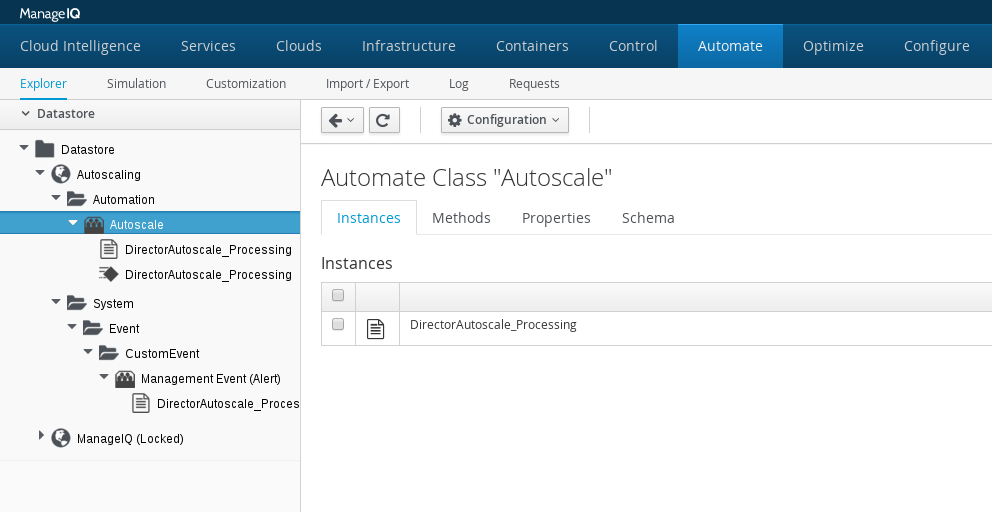 ManageIQ
Cloud Intelligence Services Clouds Infrastructure Containers Control Automate Optimize Configure
Explorer Simulation Customization Import / Export Log Requests
Datastore
Configuration
Datastore
Autoscaling
Automation
Autoscale
DirectorAutoscale_Processing
DirectorAutoscale_Processing
System
Event
CustomEvent
Management Event (Alert)
DirectorAutoscale_Proces
ManageIQ (Locked)
Automate Class "Autoscale"
Instances Methods Properties Schema
Instances
DirectorAutoscale_Processing